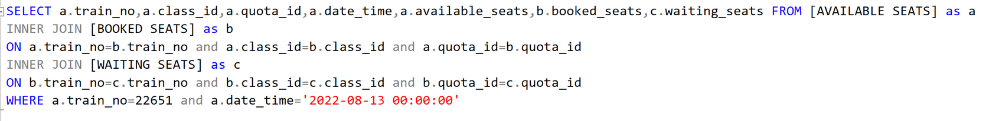 SELECT a.train_no,a.class_id,a.quota_id,a.date_time,a.available_seats,b.booked_seats,c.waiting_seats FROM [AVAILABLE SEATS] as a
INNER JOIN [BOOKED SEATS] as b
ON a.train_no=b.train_no and a.class_id=b.class_id and a.quota_id=b.quota_id
INNER JOIN [WAITING SEATS] as c
ON b.train_no=c.train_no and b.class_id=c.class_id and b.quota_id=c.quota_id
WHERE a.train_no=22651 and a.date_time='2022-08-13 00:00:00'